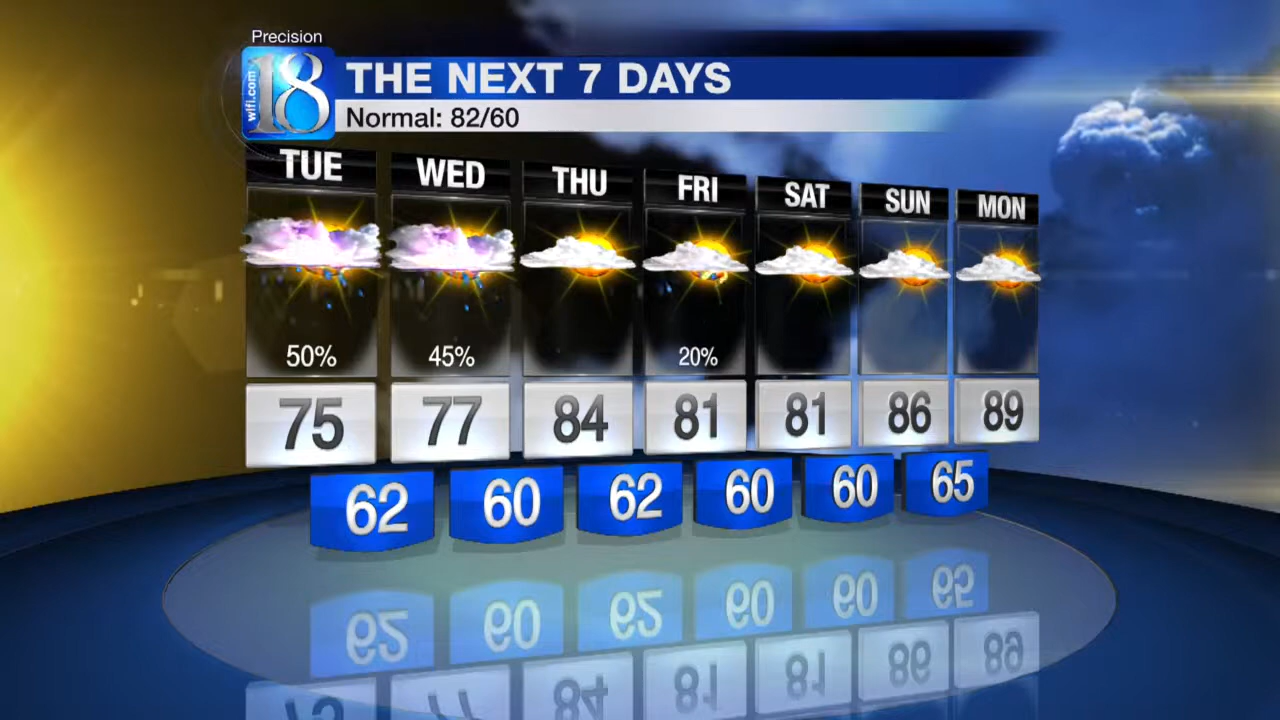 Precision
wlfi.com 18
THE NEXT 7 DAYS
Normal: 82/60
TUE WED THU FRI SAT SUN MON
50% 45% 20%
75 77 84 81 81 86 89
62 60 62 60 60 65